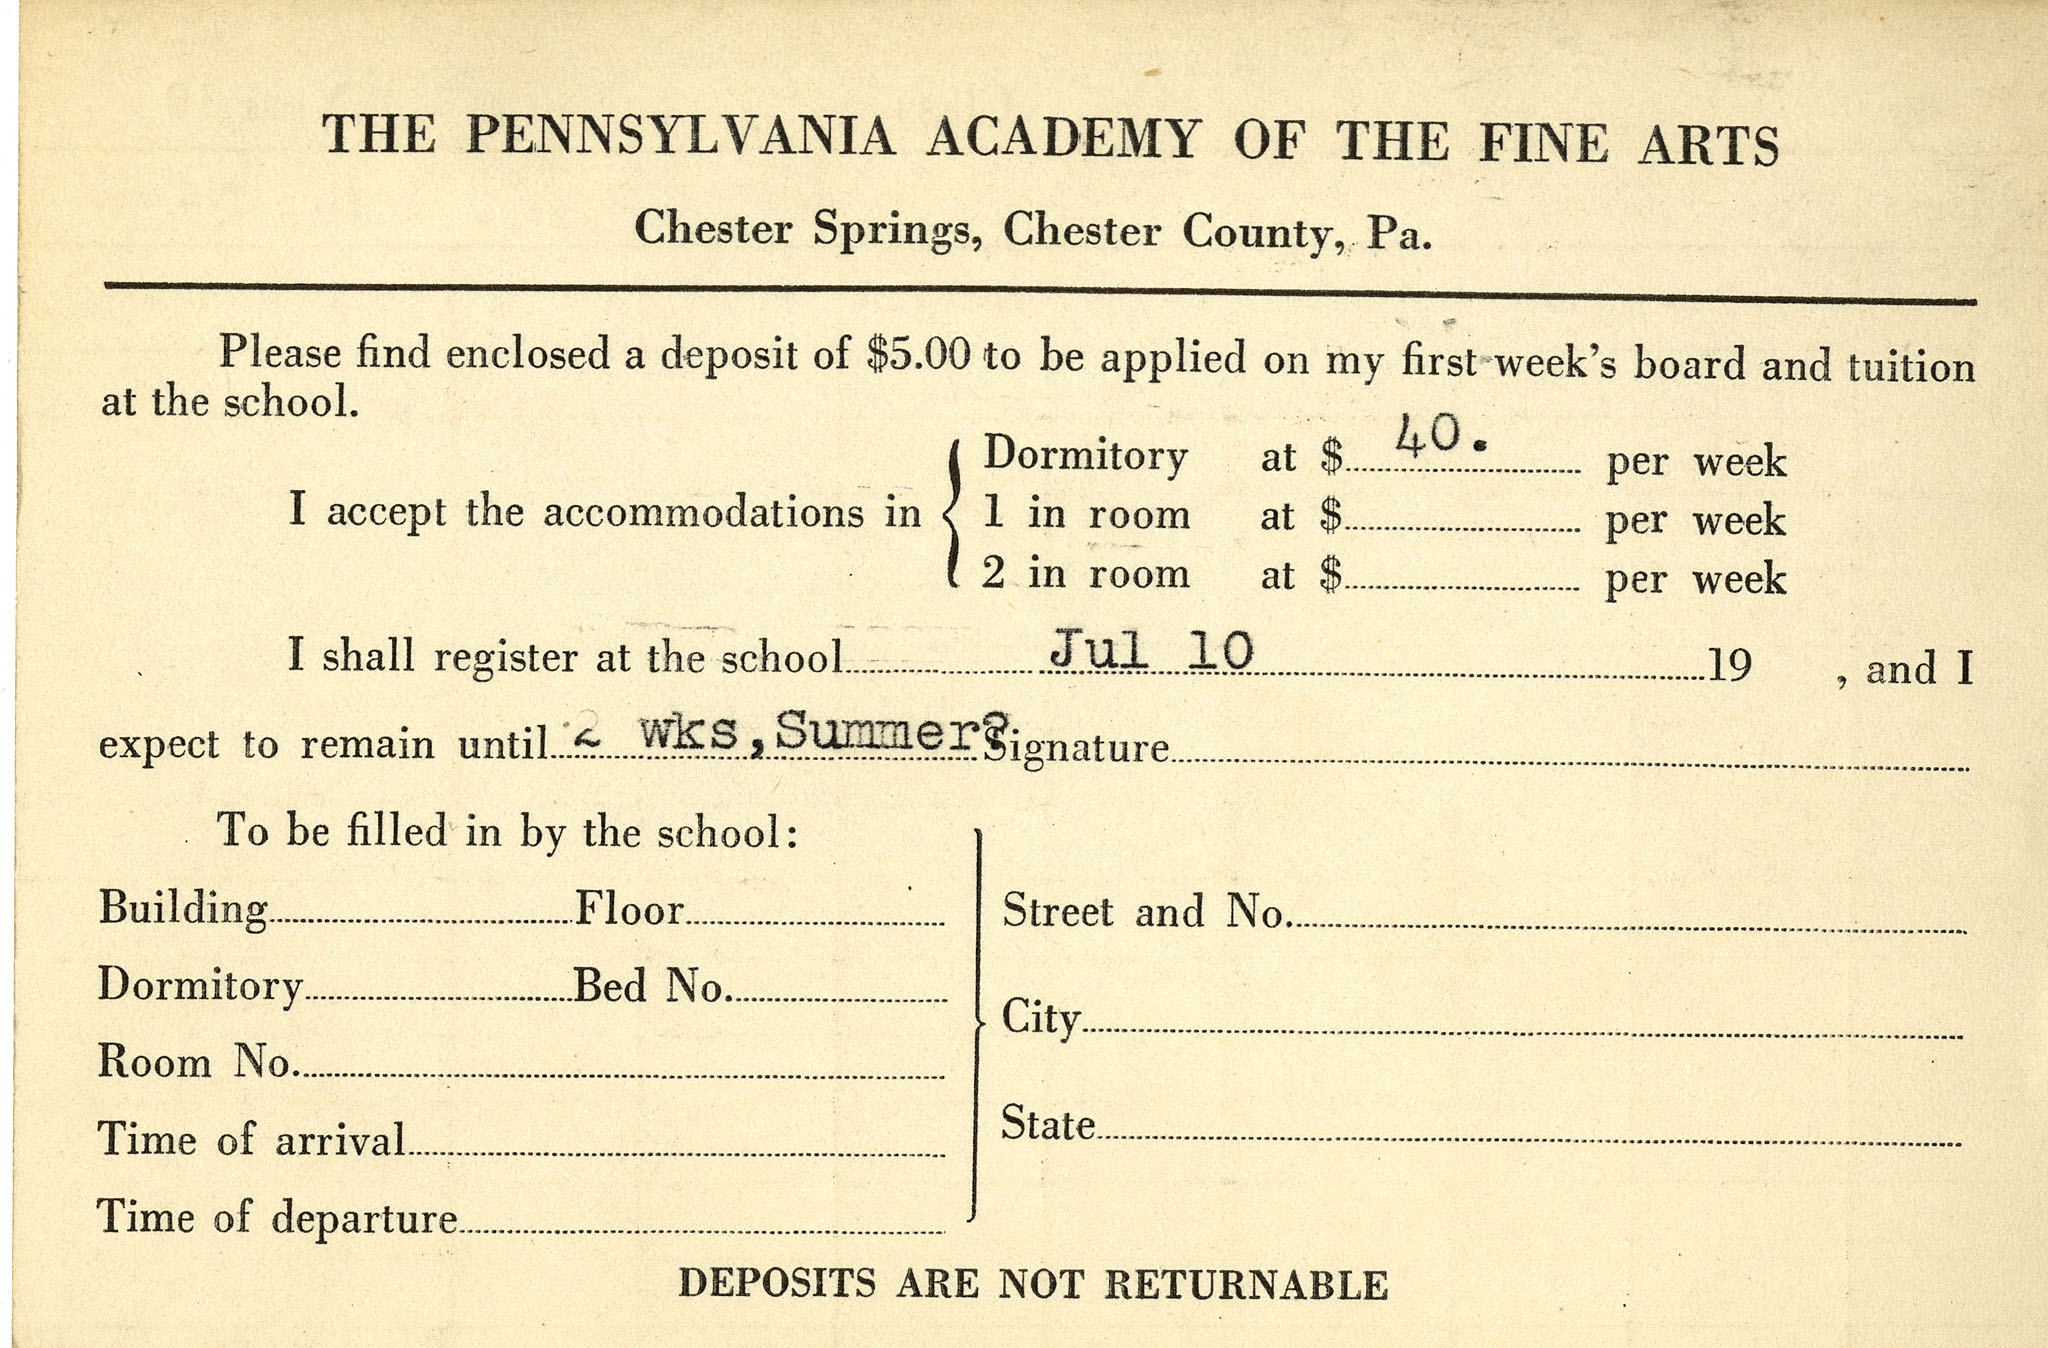 THE PENNSYLVANIA ACADEMY OF THE FINE ARTS
Chester Springs, Chester County, Pa.
Please find enclosed a deposit of $5.00 to be applied on my first week's board and tuition
at the school.
Dormitory at $ 40. per week
I accept the accommodations in 1 in room at $ per week
2 in room at $ per week
I shall register at the school Jul 10 19 , and I
expect to remain until 2 wks, Summer? Signature
To be filled in by the school:
Building Floor
Dormitory Bed No.
Room No.
Time of arrival
Time of departure
Street and No.
City
State
DEPOSITS ARE NOT RETURNABLE